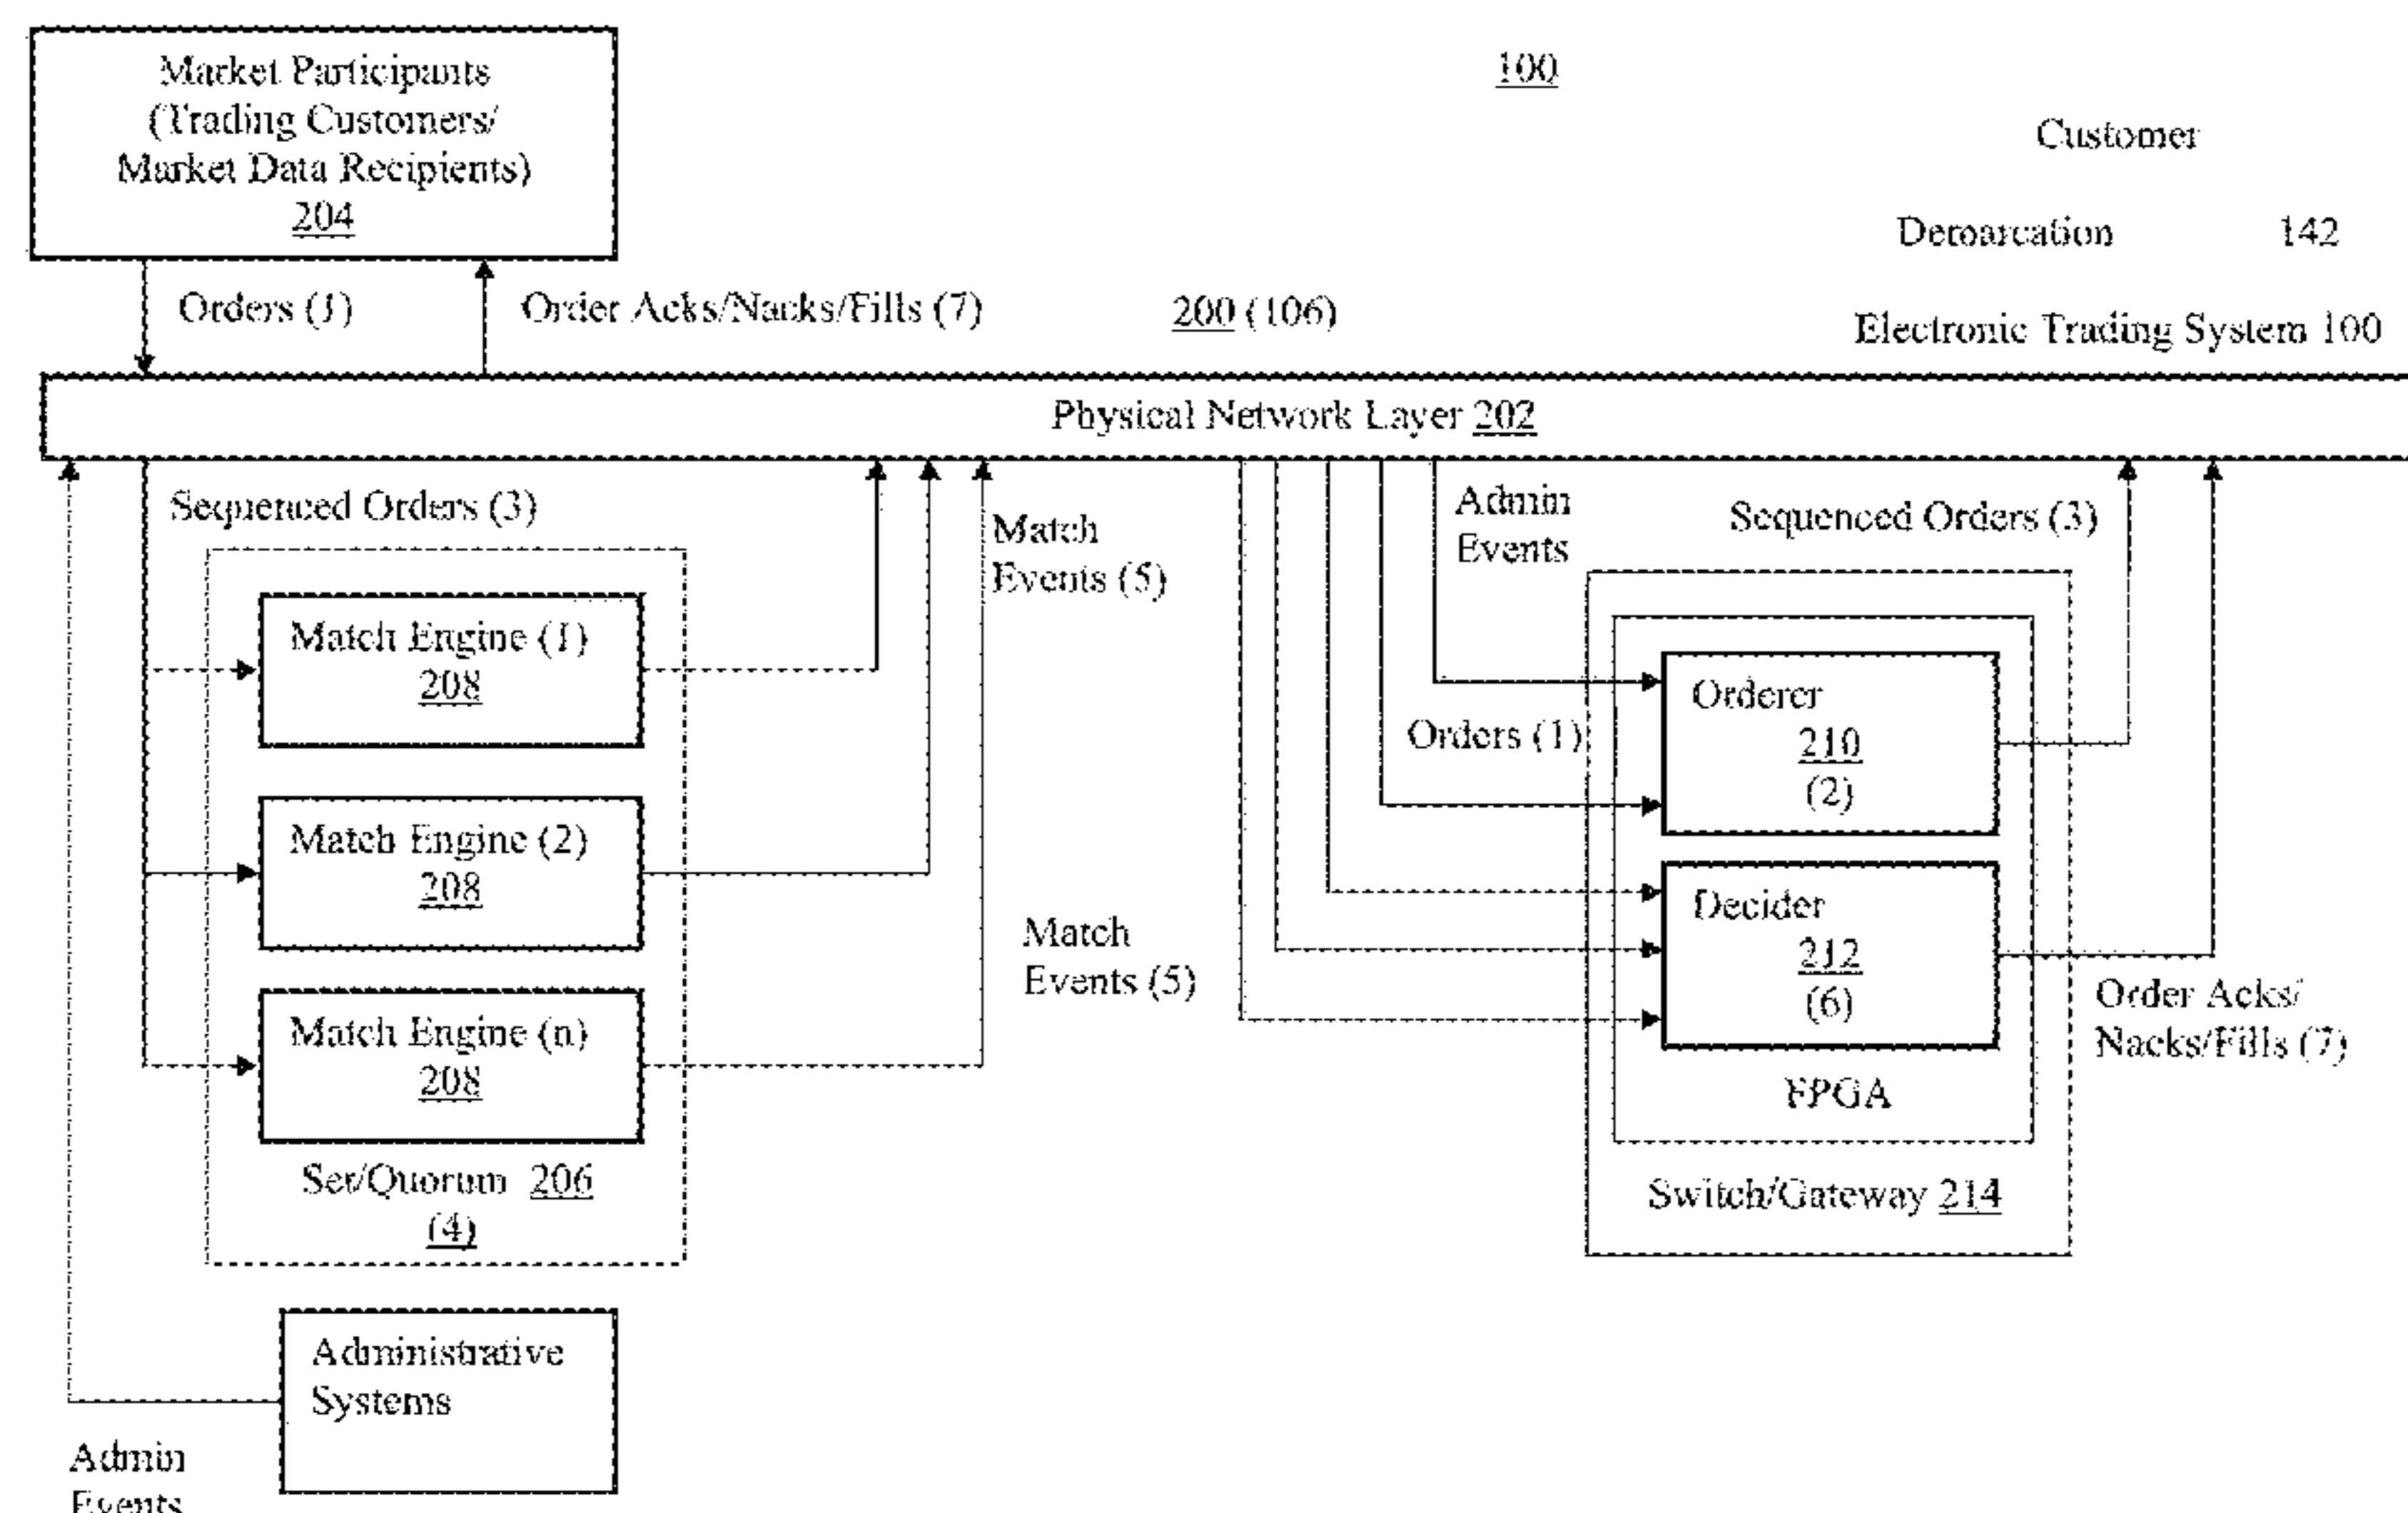 Market Participants
(Trading Customers/
Market Data Recipients)
204
100
Customer
Demarcation 142
Electronic Trading System 100
Orders (1)
Order Acks/Nacks/Fills (7)
200 (106)
Physical Network Layer 202
Sequenced Orders (3)
Match
Events (5)
Admin
Events
Sequenced Orders (3)
Match Engine (1)
208
Match Engine (2)
208
Match Engine (n)
208
Set/Quorum 206
(4)
Match
Events (5)
Orders (1)
Orderer
210
(2)
Decider
212
(6)
FPGA
Switch/Gateway 214
Order Acks/
Nacks/Fills (7)
Administrative
Systems
Admin
Events